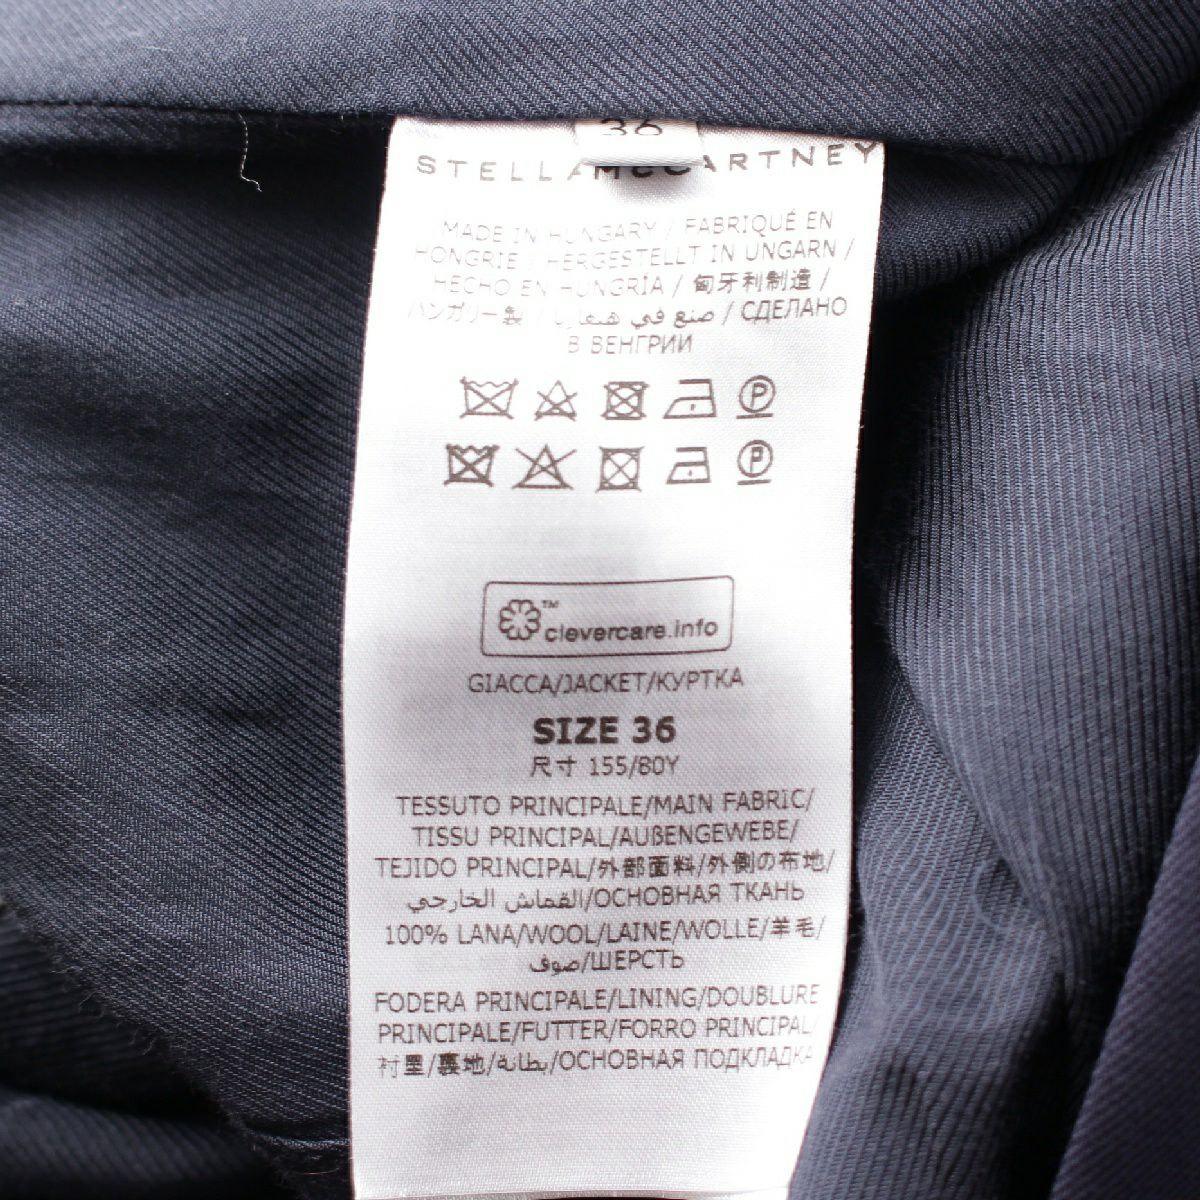 36
STELLA McCARTNEY
MADE IN HUNGARY / FABRIQUÉ EN
HONGRIE / HERGESTELLT IN UNGARN /
HECHO EN HUNGRÍA / 匈牙利制造 /
ハンガリー製 / صنع في هنغاريا / СДЕЛАНО
В ВЕНГРИИ
P
P
™
clevercare.info
GIACCA/JACKET/КУРТКА
SIZE 36
尺寸 155/80Y
TESSUTO PRINCIPALE/MAIN FABRIC/
TISSU PRINCIPAL/AUßENGEWEBE/
TEJIDO PRINCIPAL/外部面料/外側の布地/
القماش الخارجي/ОСНОВНАЯ ТКАНЬ
100% LANA/WOOL/LAINE/WOLLE/羊毛/
صوف/ШЕРСТЬ
FODERA PRINCIPALE/LINING/DOUBLURE
PRINCIPALE/FUTTER/FORRO PRINCIPAL/
衬里/裏地/بطانة/ОСНОВНАЯ ПОДКЛАДКА